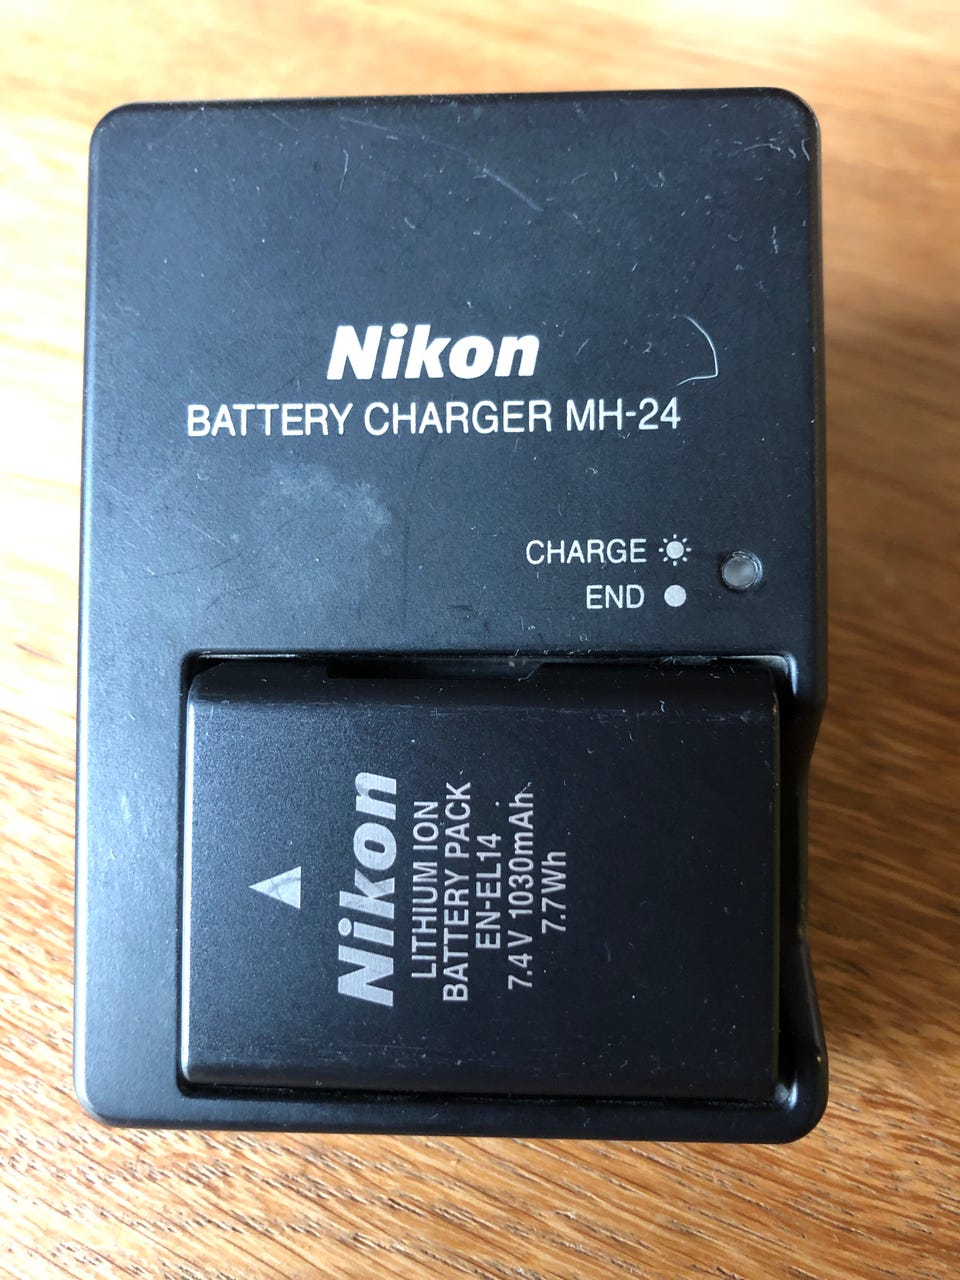 Nikon
BATTERY CHARGER MH-24
CHARGE
END
Nikon
LITHIUM ION
BATTERY PACK
EN-EL14
7.4V 1030mAh
7.7Wh